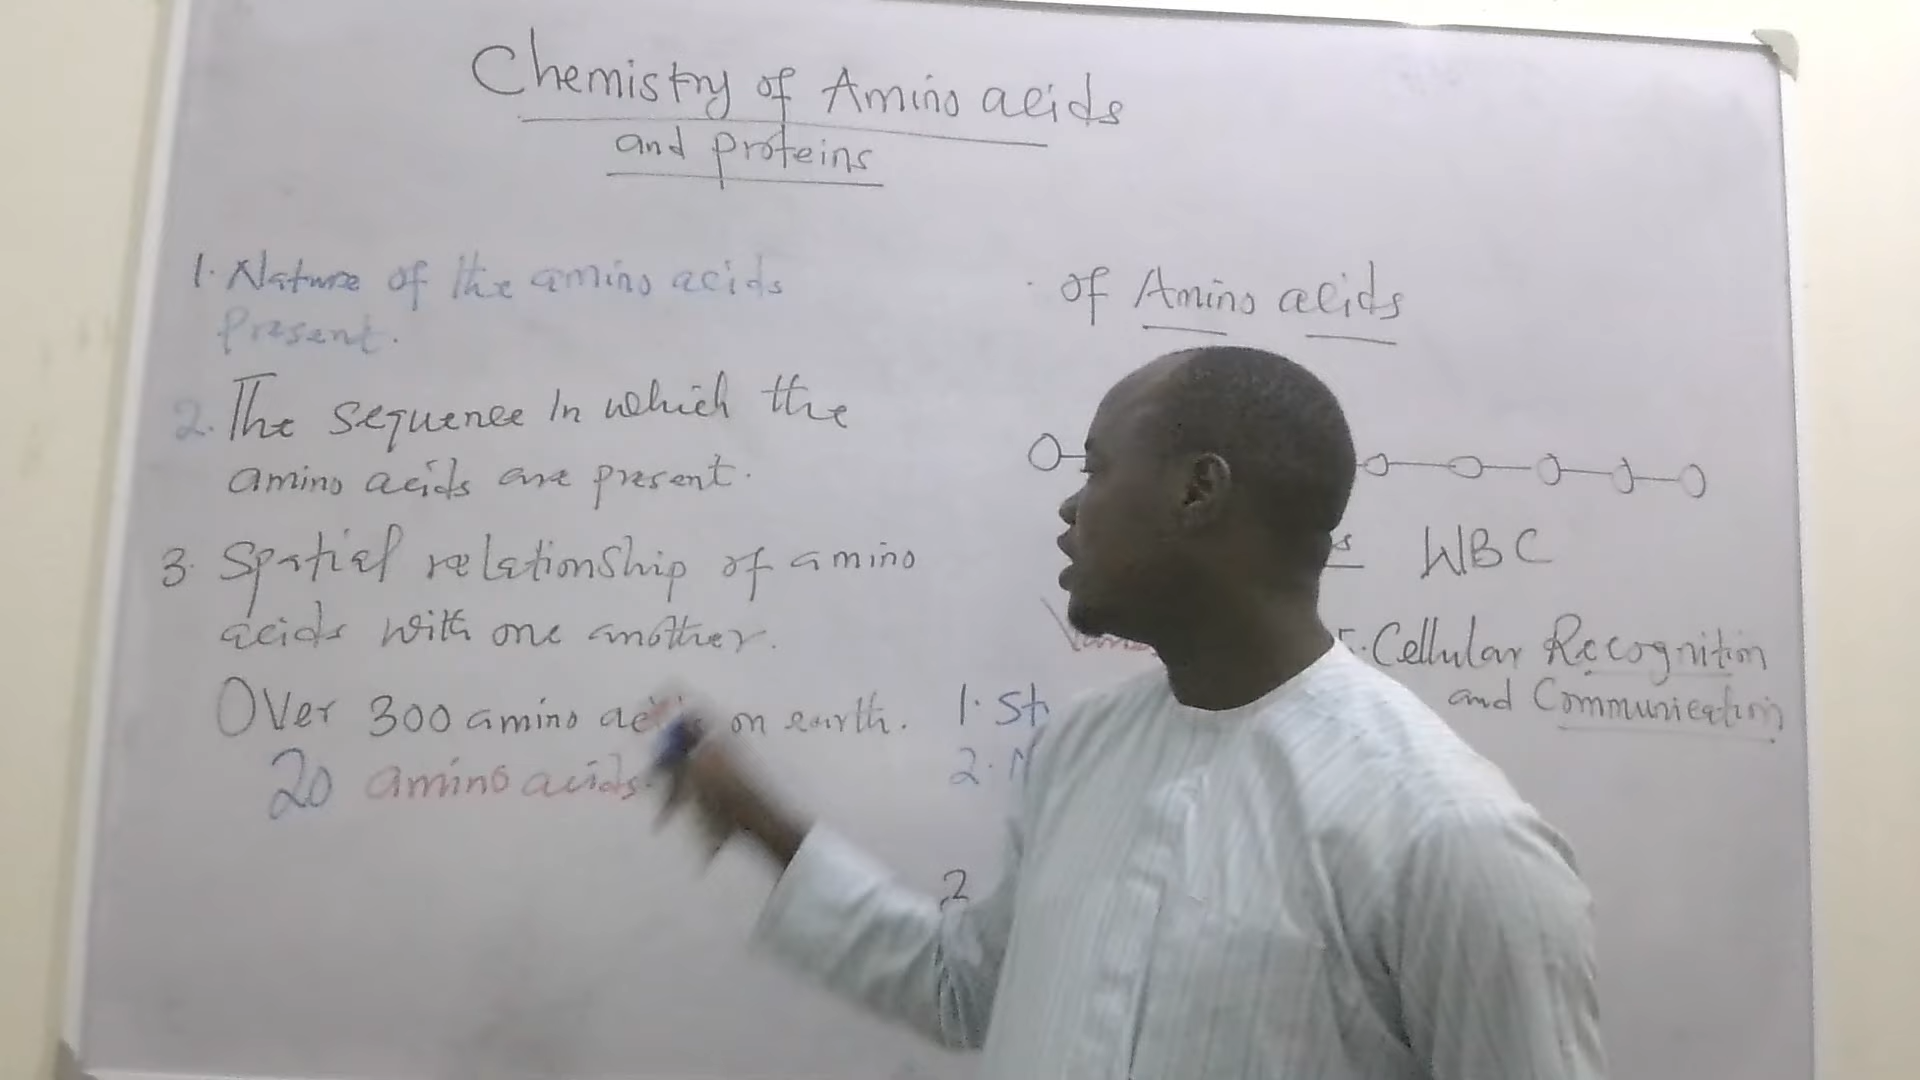 Chemistry of Amino acids
and proteins
1. Nature of the amino acids
Present.
2. The sequence In which the
amino acids are present.
3. Spatial relationship of amino
acids with one another.
Over 300 amino acids on earth.
20 amino acids.
of Amino acids
WBC
Cellular Recognition
and Communication
1. St
2.
2